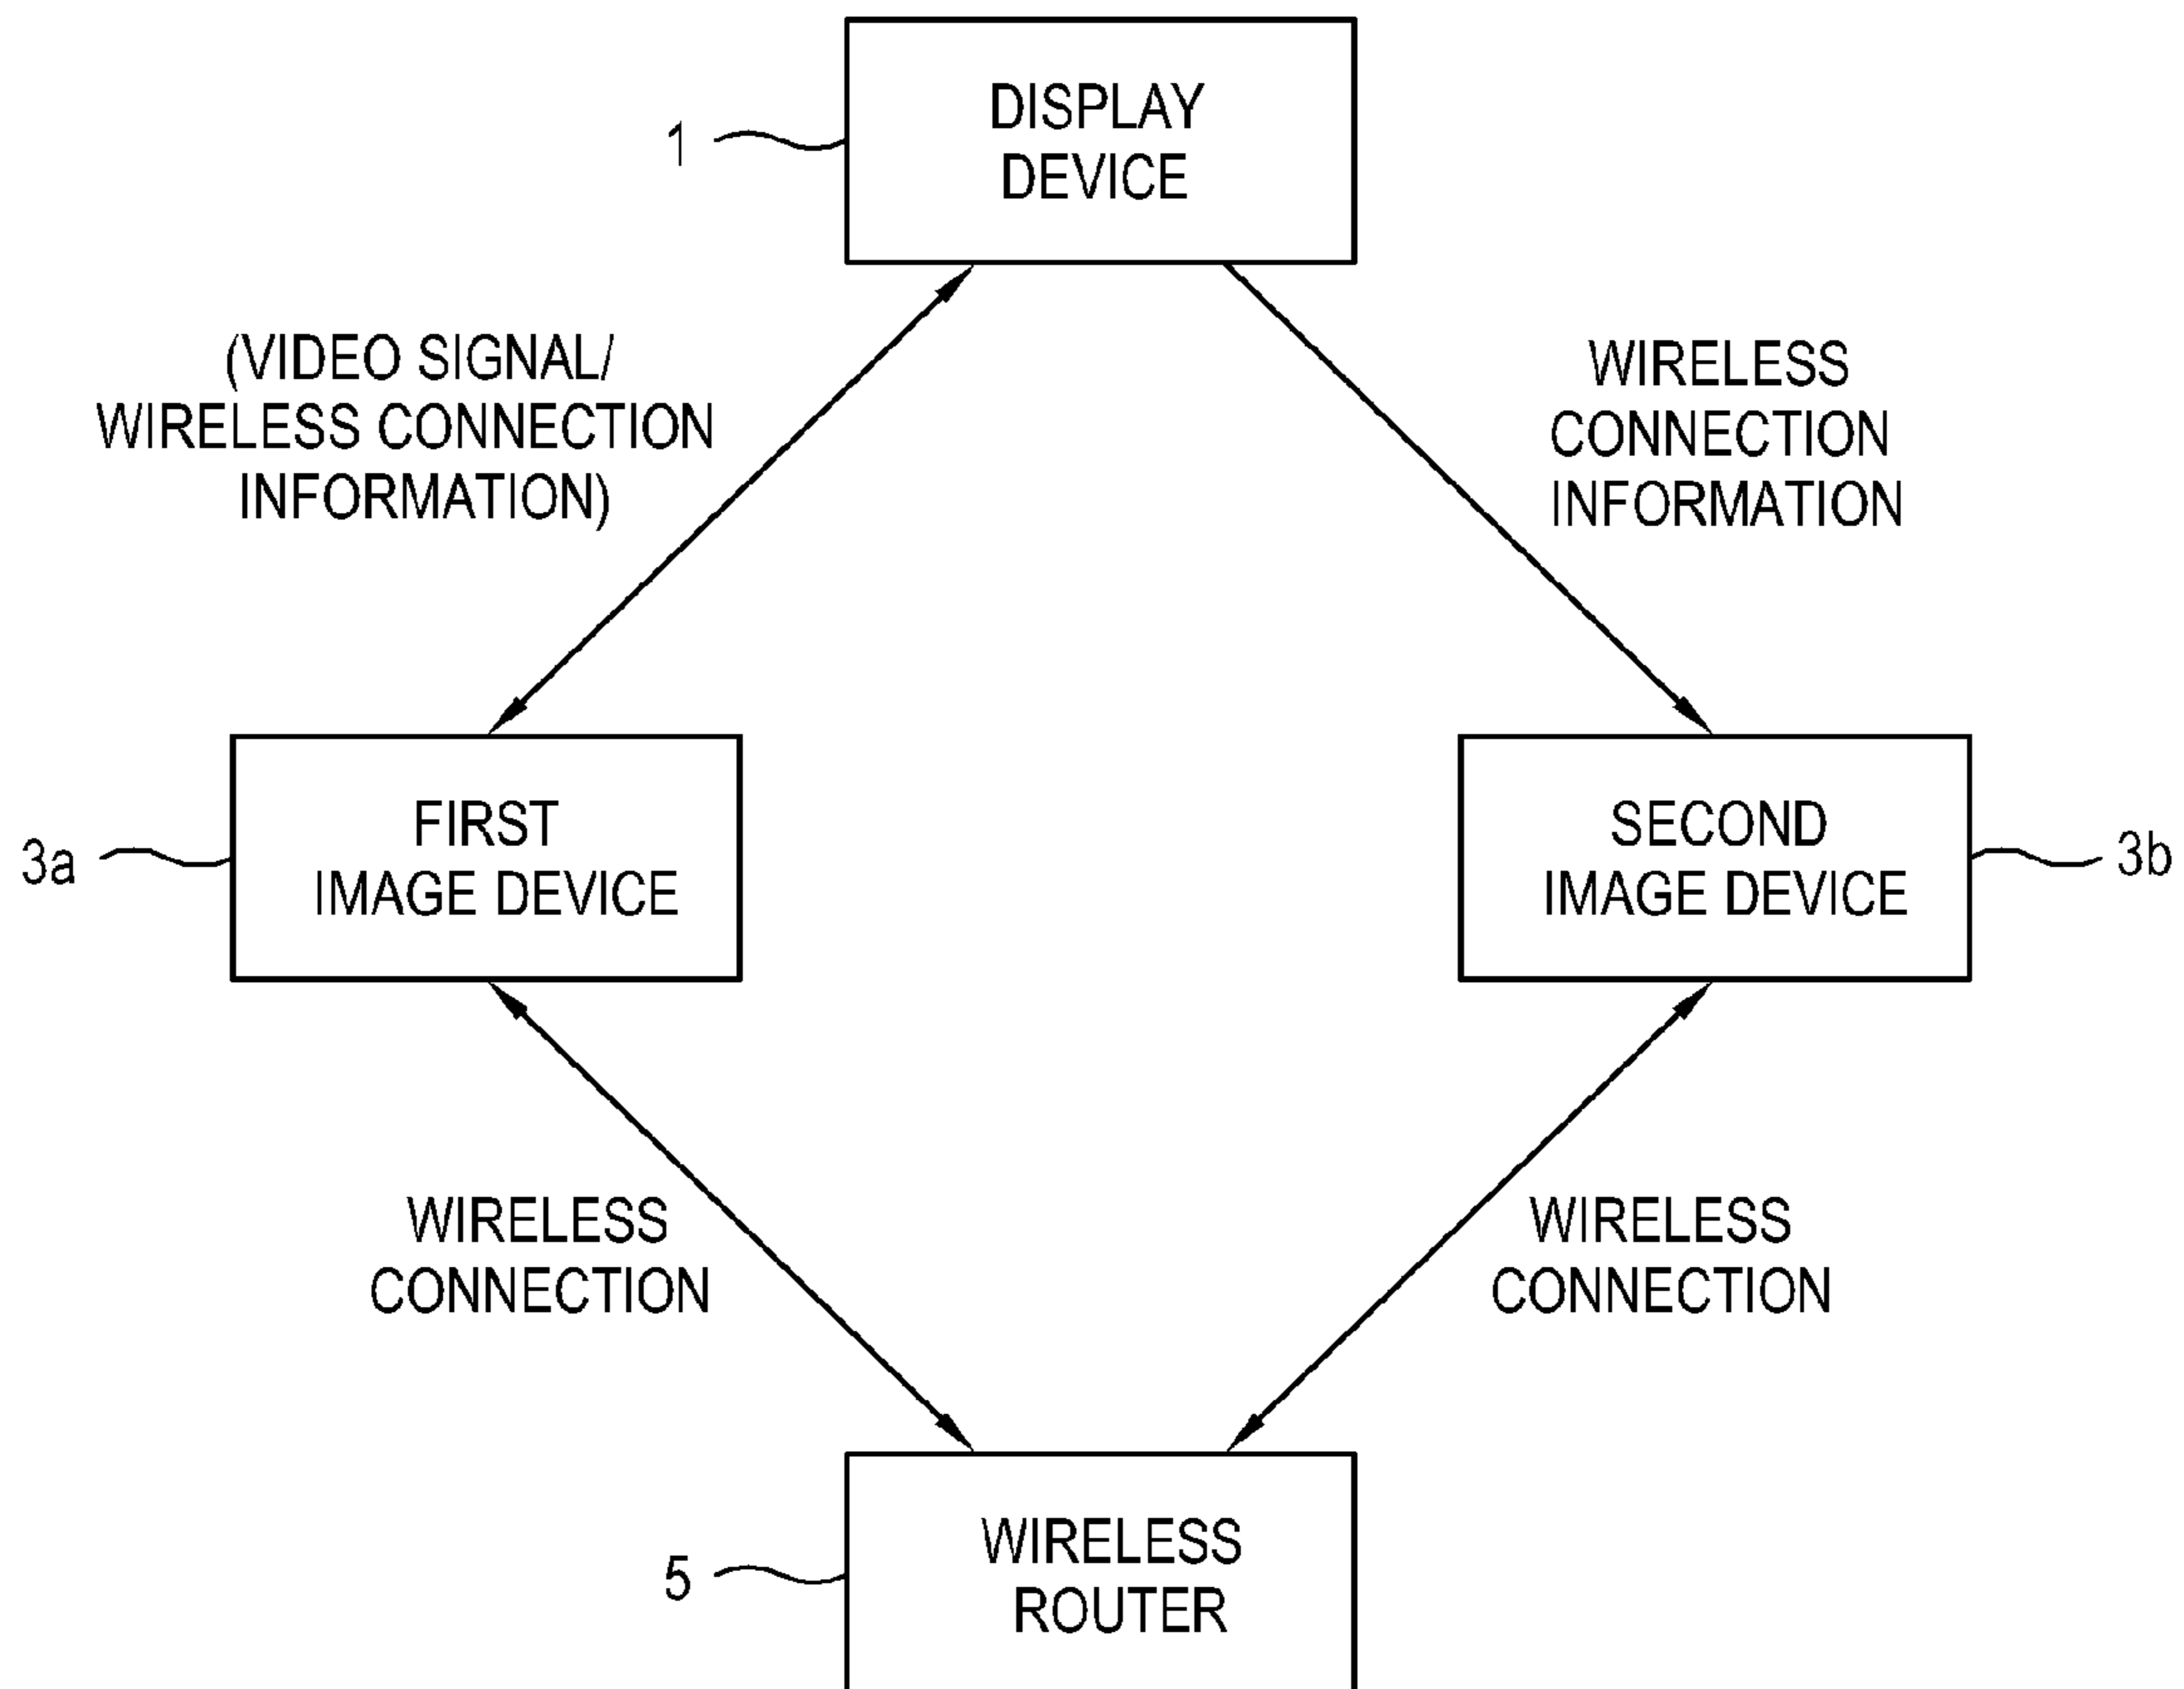 DISPLAY
DEVICE
1
(VIDEO SIGNAL/
WIRELESS CONNECTION
INFORMATION)
WIRELESS
CONNECTION
INFORMATION
FIRST
IMAGE DEVICE
3a
SECOND
IMAGE DEVICE
3b
WIRELESS
CONNECTION
WIRELESS
CONNECTION
WIRELESS
ROUTER
5